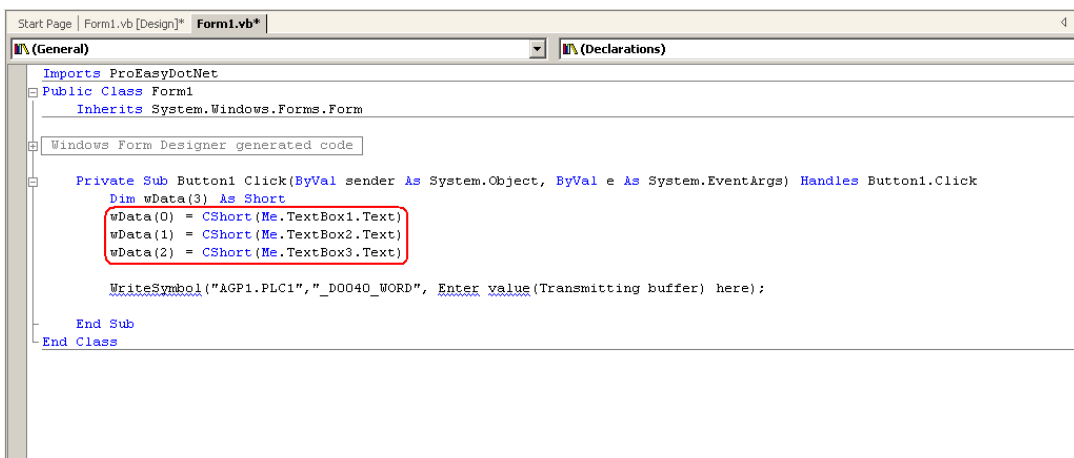 Start Page Form1.vb [Design]* Form1.vb*
(General) (Declarations)
Imports ProEasyDotNet
Public Class Form1
Inherits System.Windows.Forms.Form
Windows Form Designer generated code
Private Sub Button1_Click(ByVal sender As System.Object, ByVal e As System.EventArgs) Handles Button1.Click
Dim wData(3) As Short
wData(0) = CShort(Me.TextBox1.Text)
wData(1) = CShort(Me.TextBox2.Text)
wData(2) = CShort(Me.TextBox3.Text)
WriteSymbol("AGP1.PLC1","_D0040_WORD", Enter value(Transmitting buffer) here);
End Sub
End Class